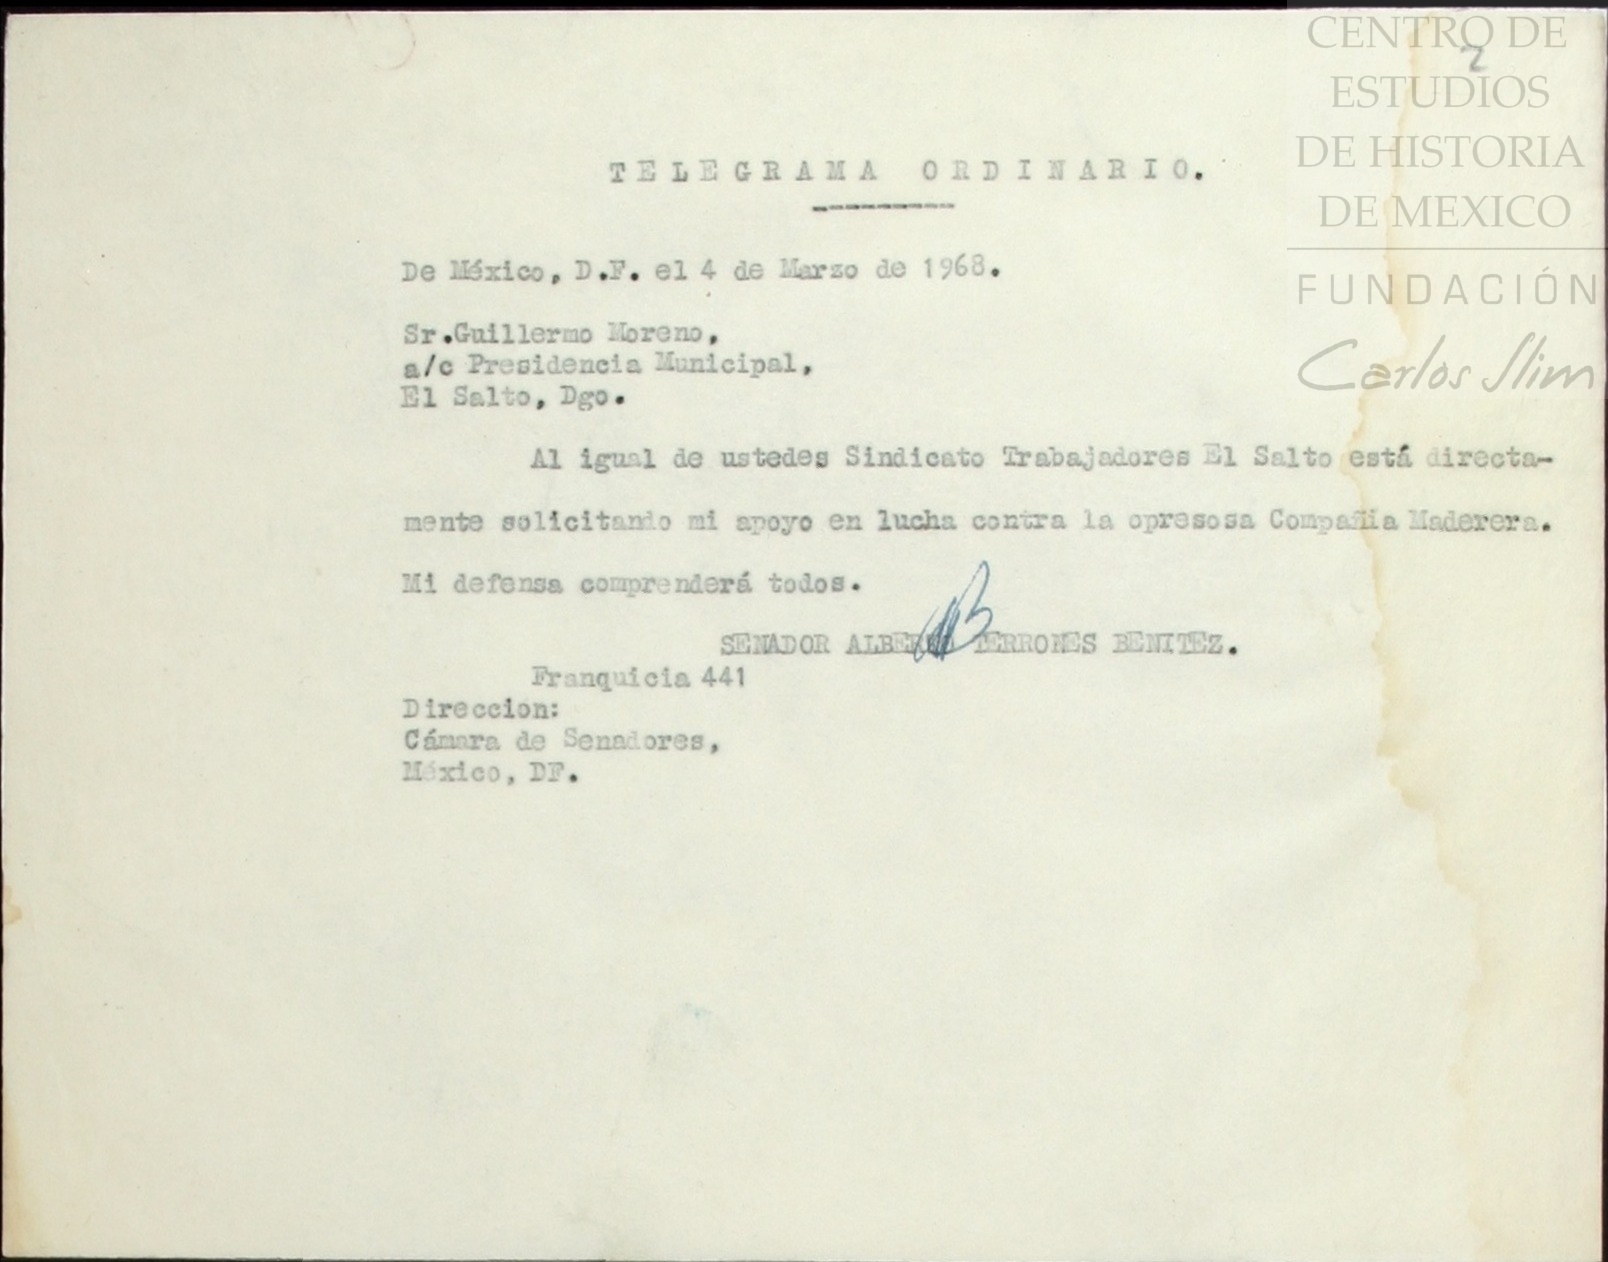 CENTRO DE
ESTUDIOS
DE HISTORIA
DE MEXICO
FUNDACIÓN
Carlos Slim
2
TELEGRAMA ORDINARIO.
De México, D.F. el 4 de Marzo de 1968.
Sr.Guillermo Moreno,
a/c Presidencia Municipal,
El Salto, Dgo.
Al igual de ustedes Sindicato Trabajadores El Salto está directa-
mente solicitando mi apoyo en lucha contra la opresosa Compañia Maderera.
Mi defensa comprenderá todos.
SENADOR ALBERTO TERRONES BENITEZ.
Franquicia 441
Direccion:
Cámara de Senadores,
México, DF.